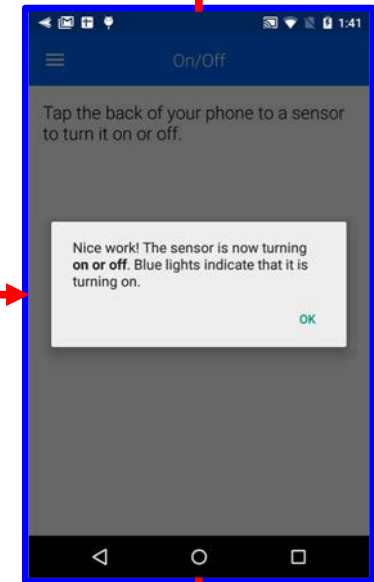 1:41
On/Off
Tap the back of your phone to a sensor
to turn it on or off.
Nice work! The sensor is now turning
on or off. Blue lights indicate that it is
turning on.
OK